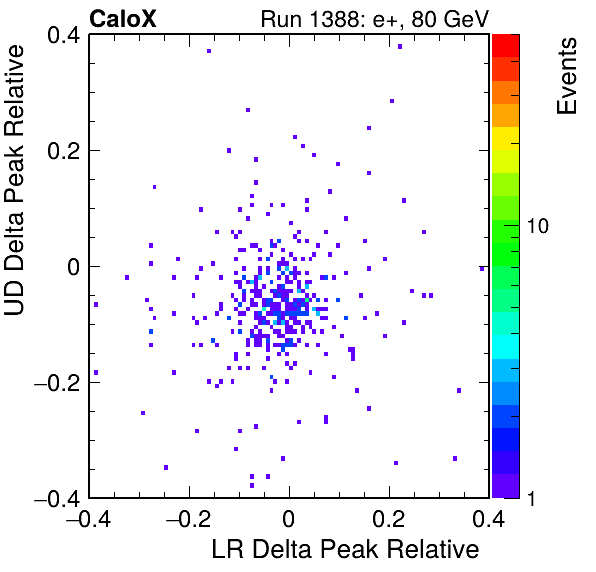 CaloX Run 1388: e+, 80 GeV
UD Delta Peak Relative
0.4
0.2
0
−0.2
−0.4
−0.4 −0.2 0 0.2 0.4
LR Delta Peak Relative
Events
10
1